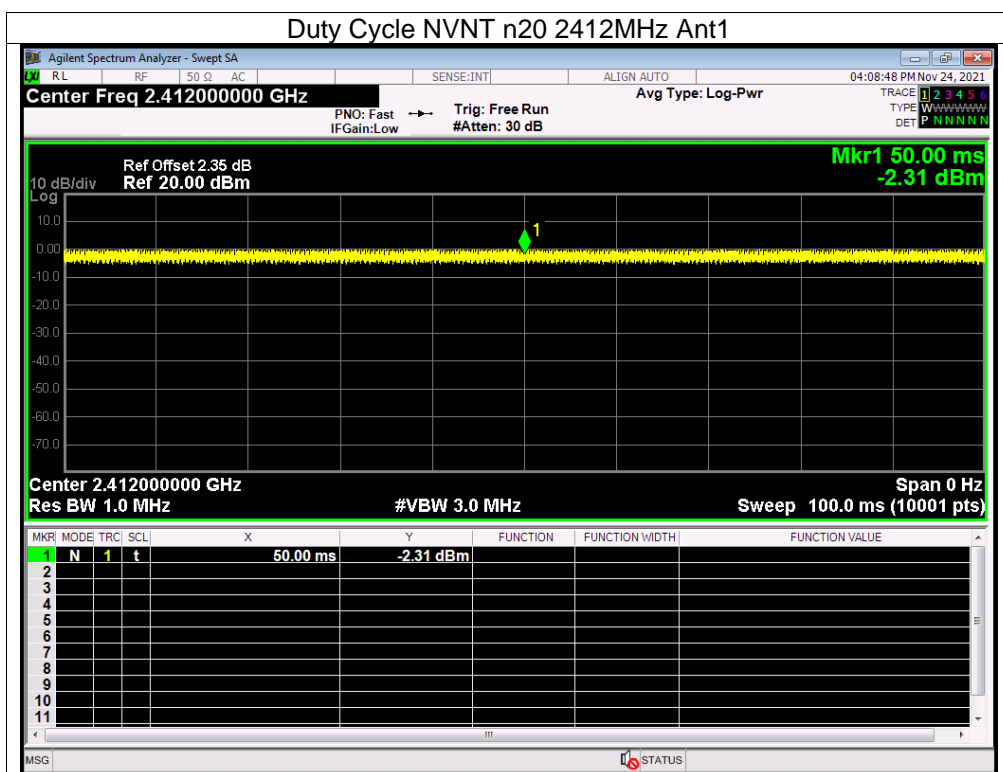 Duty Cycle NVNT n20 2412MHz Ant1
Agilent Spectrum Analyzer - Swept SA
LXI RL RF 50 Ω AC SENSE:INT ALIGN AUTO 04:08:48 PM Nov 24, 2021
Center Freq 2.412000000 GHz Avg Type: Log-Pwr TRACE 1 2 3 4 5 6
PNO: Fast Trig: Free Run TYPE WWWWWW
IFGain:Low #Atten: 30 dB DET P N N N N N
Mkr1 50.00 ms
Ref Offset 2.35 dB
10 dB/div Ref 20.00 dBm -2.31 dBm
Log
10.0
1
0.00
-10.0
-20.0
-30.0
-40.0
-50.0
-60.0
-70.0
Center 2.412000000 GHz Span 0 Hz
Res BW 1.0 MHz #VBW 3.0 MHz Sweep 100.0 ms (10001 pts)
MKR MODE TRC SCL X Y FUNCTION FUNCTION WIDTH FUNCTION VALUE
1 N 1 t 50.00 ms -2.31 dBm
2
3
4
5
6
7
8
9
10
11
MSG STATUS